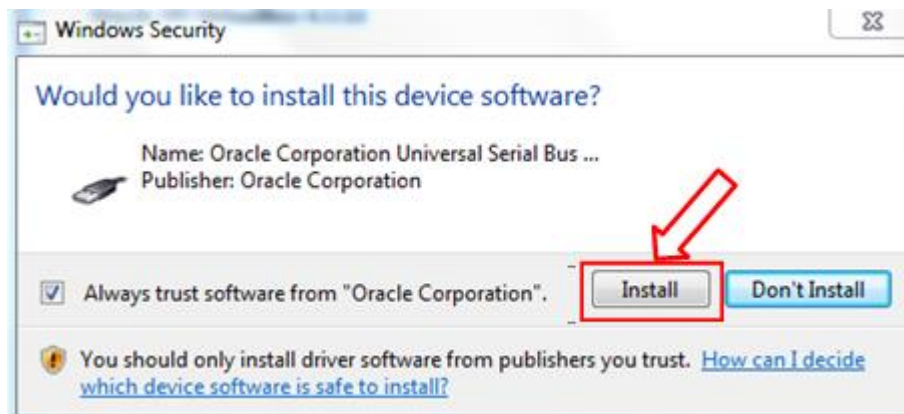 Windows Security
Would you like to install this device software?
Name: Oracle Corporation Universal Serial Bus ...
Publisher: Oracle Corporation
Always trust software from "Oracle Corporation".
Install
Don't Install
You should only install driver software from publishers you trust. How can I decide
which device software is safe to install?